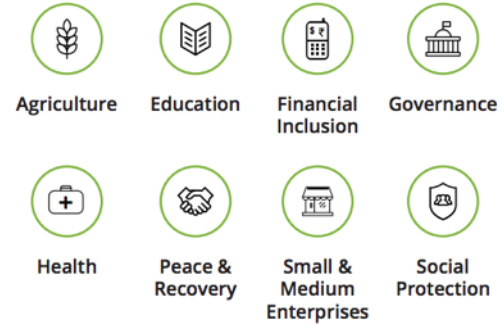 $ ₹
Agriculture
Education
Financial
Inclusion
Governance
Health
Peace &
Recovery
Small &
Medium
Enterprises
Social
Protection